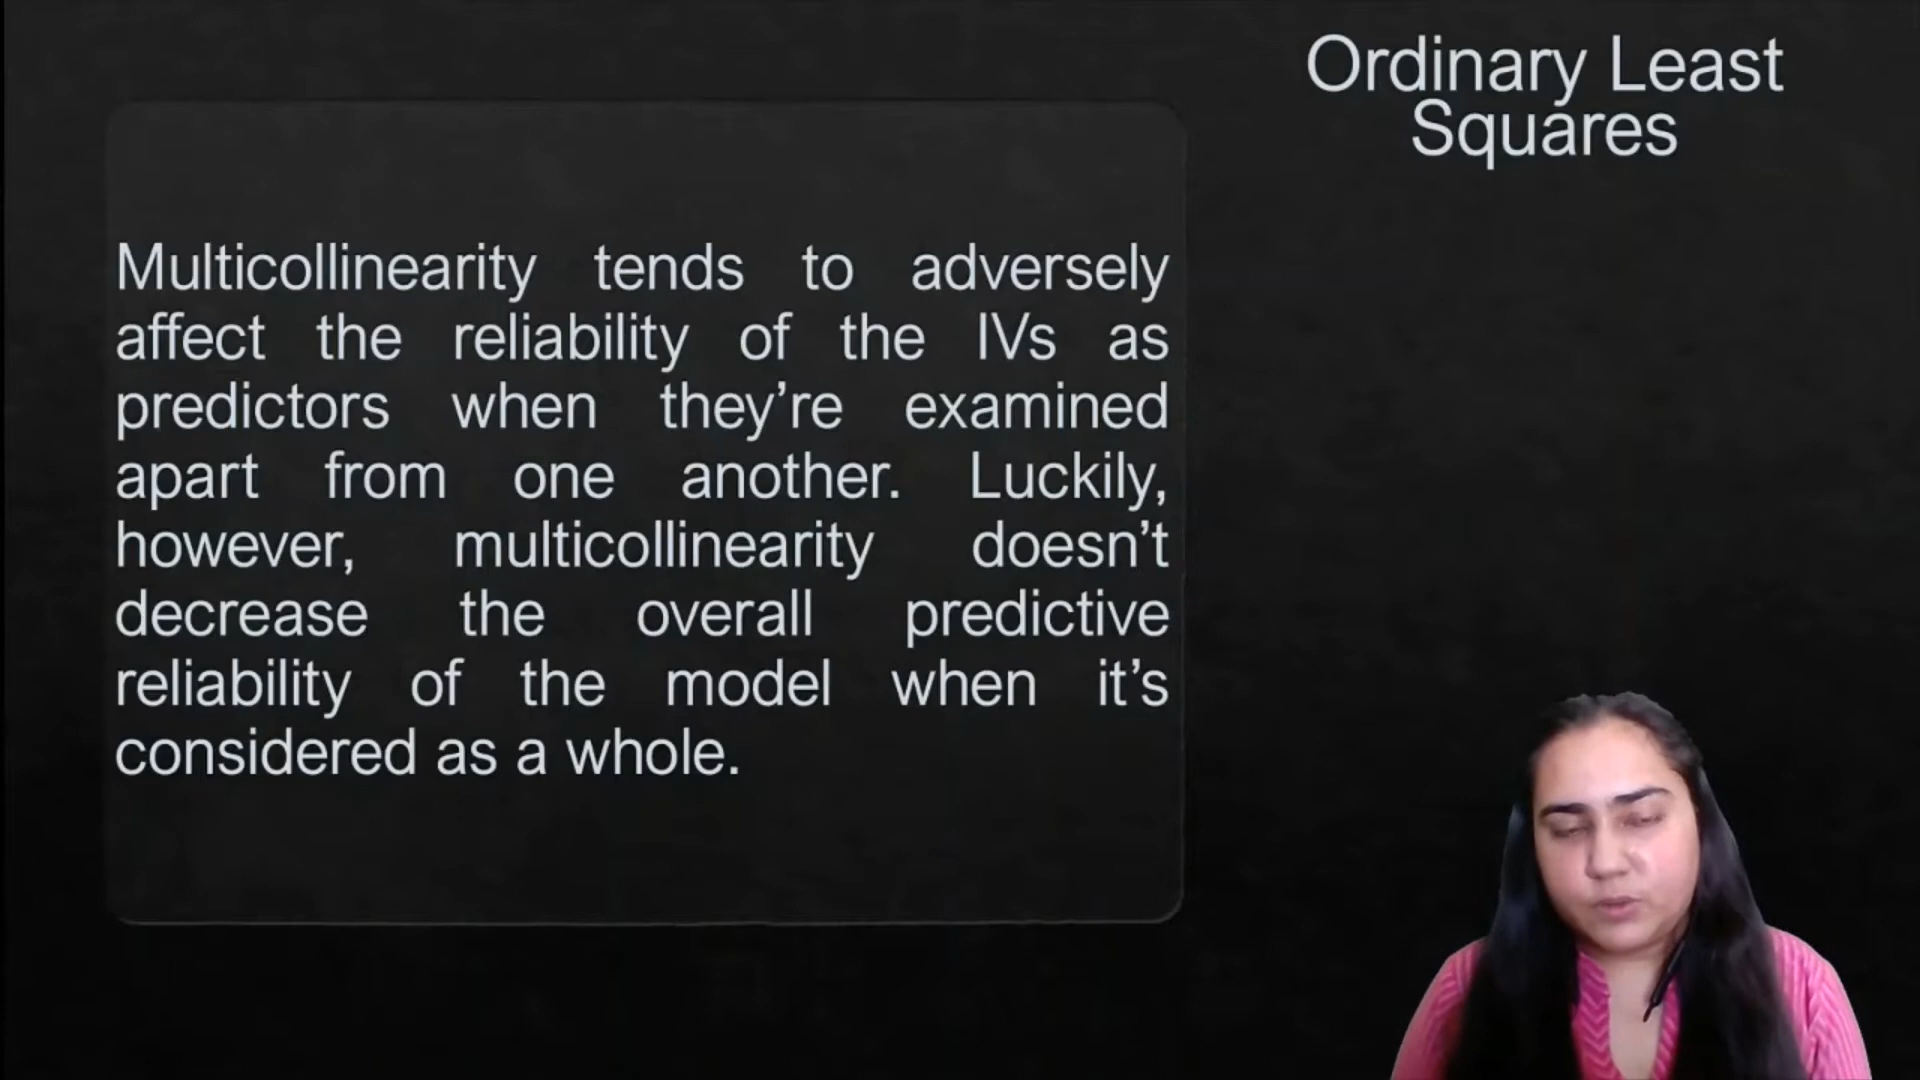 Ordinary Least
Squares
Multicollinearity tends to adversely
affect the reliability of the IVs as
predictors when they’re examined
apart from one another. Luckily,
however, multicollinearity doesn’t
decrease the overall predictive
reliability of the model when it’s
considered as a whole.